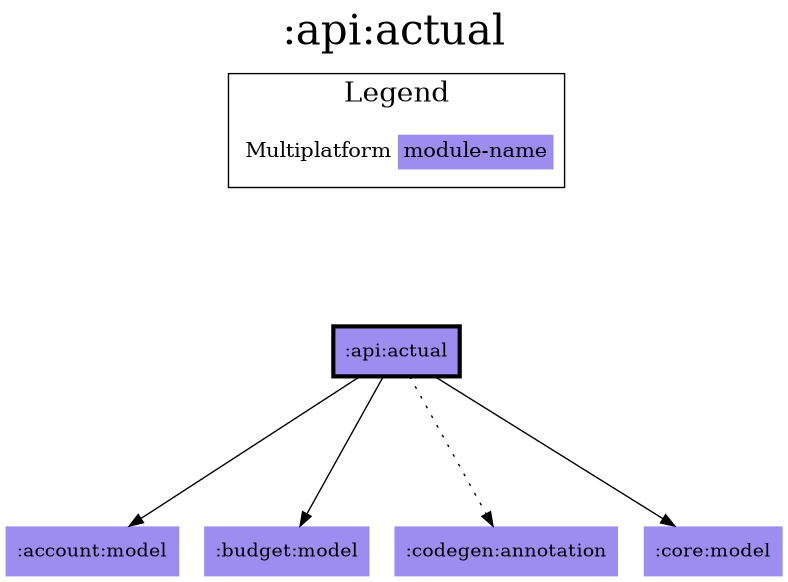 :api:actual
Legend
Multiplatform module-name
:api:actual
:account:model :budget:model :codegen:annotation :core:model